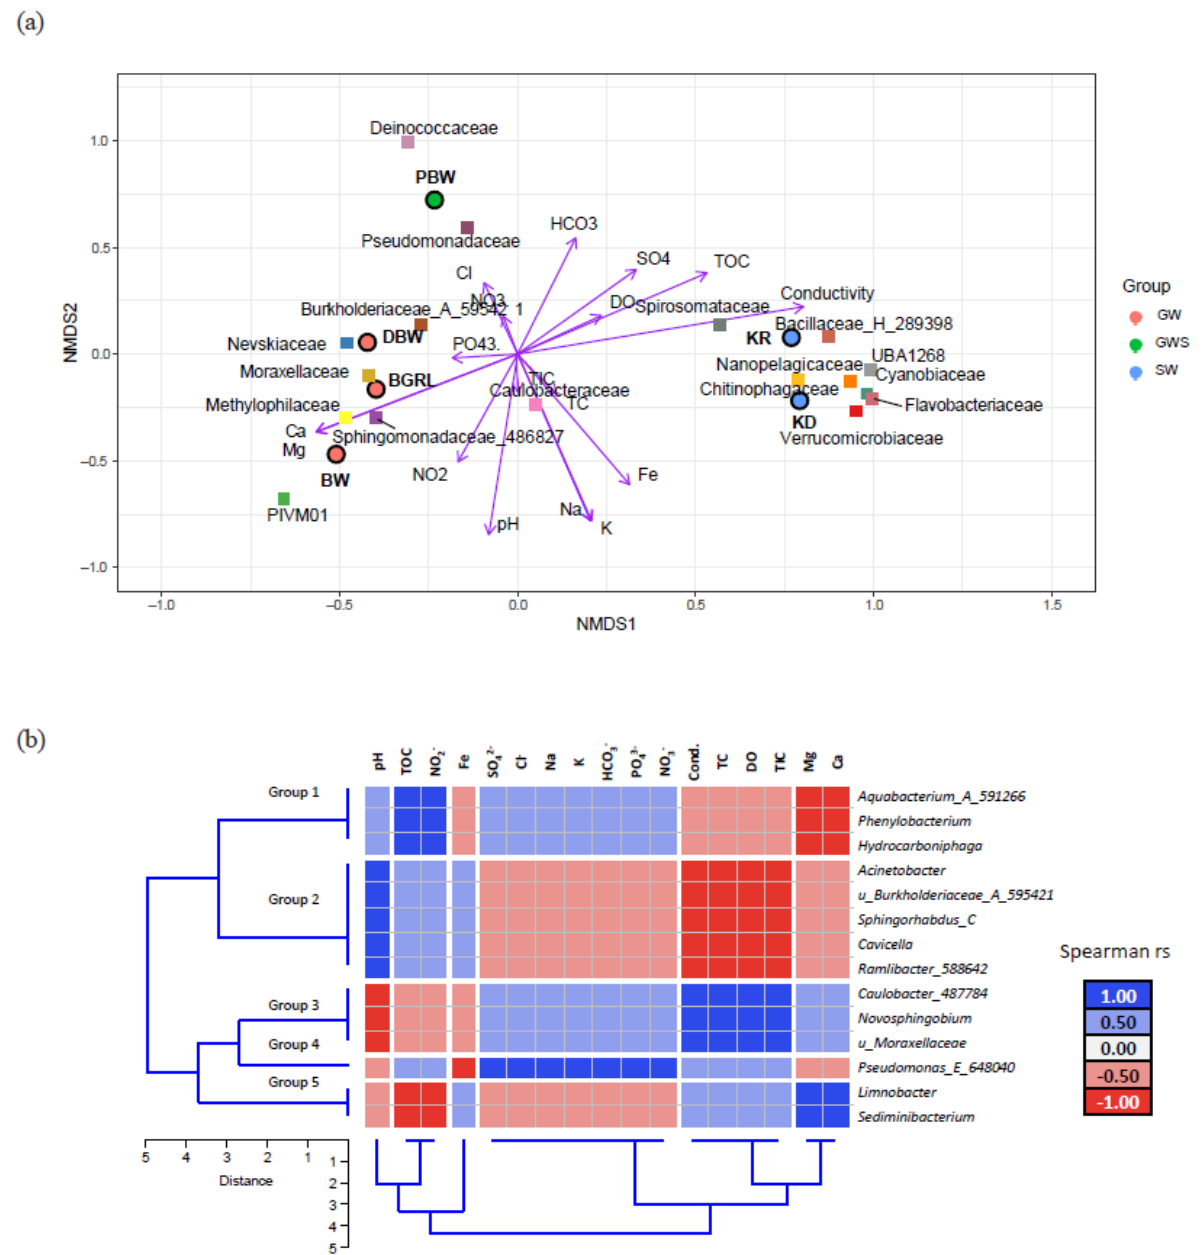 (a)
Deinococcaceae
PBW
Pseudomonadaceae
HCO3
SO4
TOC
Cl
NO3
DO
Spirosomataceae
Conductivity
Burkholderiaceae_A_59542 1
Bacillaceae_H_289398
Nevskiaceae
DBW
PO43.
KR
Moraxellaceae
BGRL
TIC
Nanopelagicaceae
UBA1268
Caulobacteraceae
Chitinophagaceae
Cyanobiaceae
Methylophilaceae
TC
Flavobacteriaceae
Ca
Sphingomonadaceae_486827
KD
Mg
Verrucomicrobiaceae
BW
NO2
Fe
PIVM01
pH
Na
K
1.0
0.5
0.0
−0.5
−1.0
NMDS2
−1.0
−0.5
0.0
0.5
1.0
1.5
NMDS1
Group
GW
GWS
SW
(b)
pH
TOC
NO2-
Fe
SO42-
Cl-
Na
K
HCO3-
PO43-
NO3-
Cond.
TC
DO
TIC
Mg
Ca
Group 1
Group 2
Group 3
Group 4
Group 5
Aquabacterium_A_591266
Phenylobacterium
Hydrocarboniphaga
Acinetobacter
u_Burkholderiaceae_A_595421
Sphingorhabdus_C
Cavicella
Ramlibacter_588642
Caulobacter_487784
Novosphingobium
u_Moraxellaceae
Pseudomonas_E_648040
Limnobacter
Sediminibacterium
Spearman rs
1.00
0.50
0.00
-0.50
-1.00
5 4 3 2 1
Distance
1
2
3
4
5